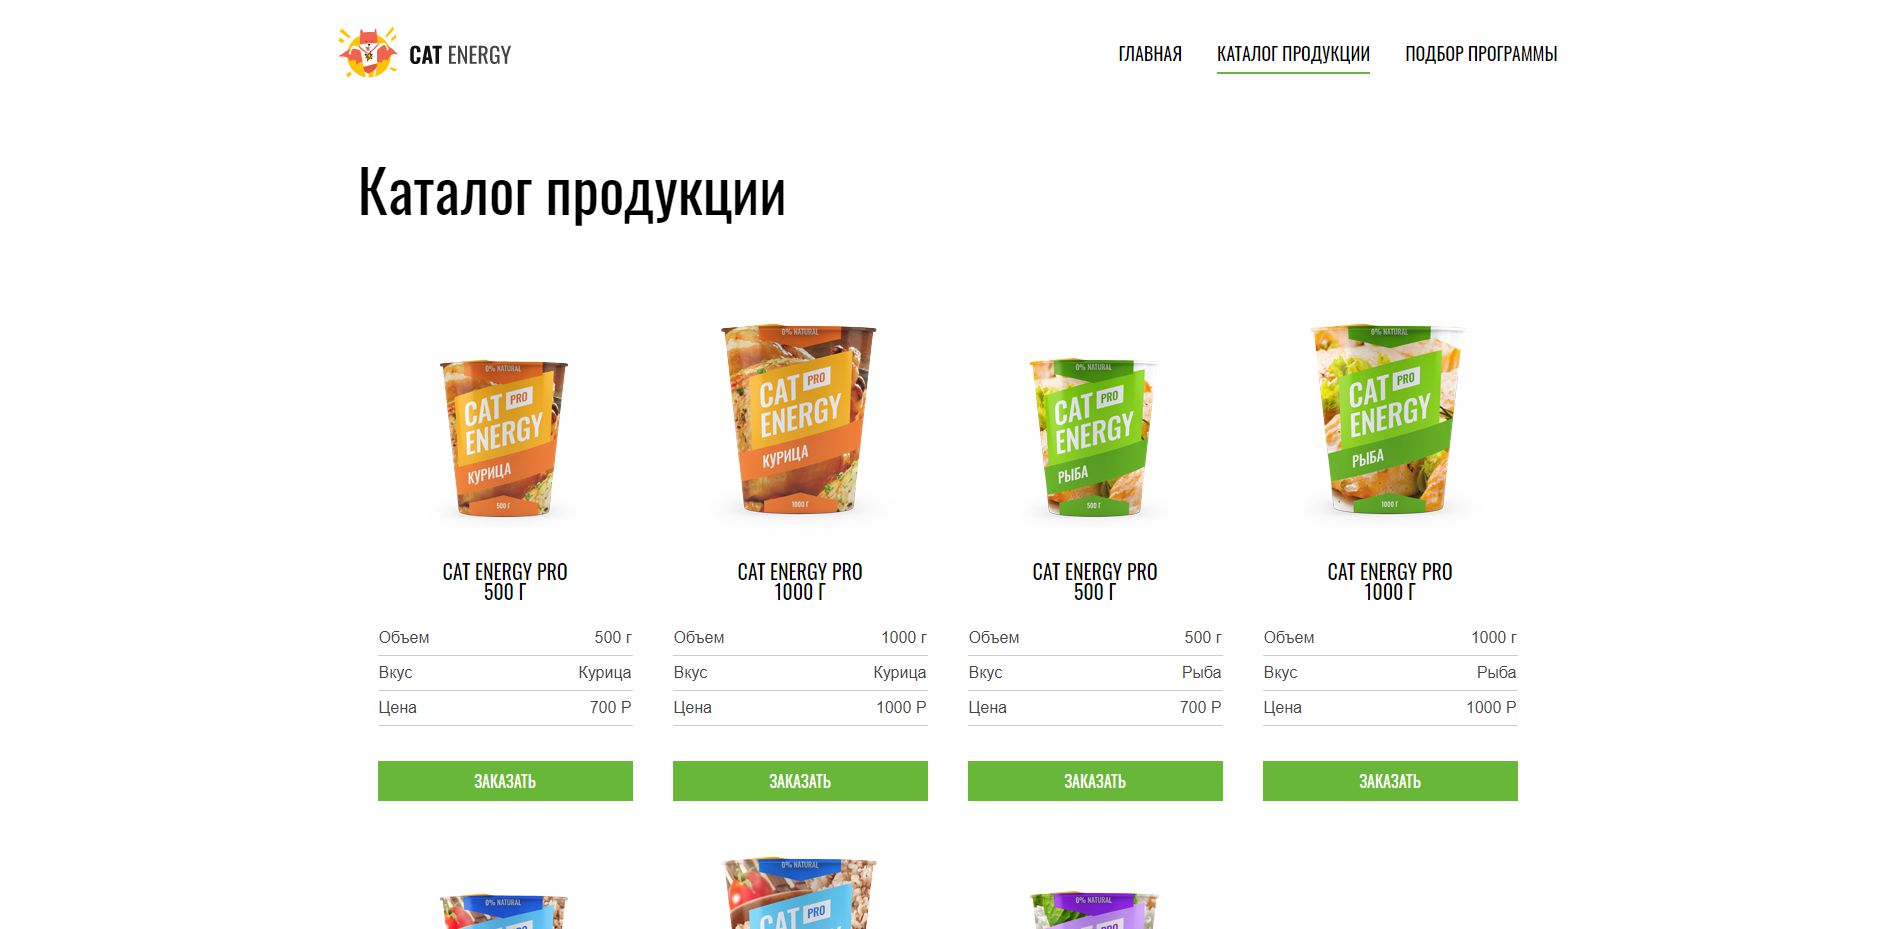 CAT ENERGY
ГЛАВНАЯ КАТАЛОГ ПРОДУКЦИИ ПОДБОР ПРОГРАММЫ
Каталог продукции
0% NATURAL
CAT PRO
ENERGY
КУРИЦА
500 Г
0% NATURAL
CAT PRO
ENERGY
КУРИЦА
1000 Г
0% NATURAL
CAT PRO
ENERGY
РЫБА
500 Г
0% NATURAL
CAT PRO
ENERGY
РЫБА
1000 Г
CAT ENERGY PRO
500 Г
CAT ENERGY PRO
1000 Г
CAT ENERGY PRO
500 Г
CAT ENERGY PRO
1000 Г
Объем 500 г
Вкус Курица
Цена 700 Р
Объем 1000 г
Вкус Курица
Цена 1000 Р
Объем 500 г
Вкус Рыба
Цена 700 Р
Объем 1000 г
Вкус Рыба
Цена 1000 Р
ЗАКАЗАТЬ ЗАКАЗАТЬ ЗАКАЗАТЬ ЗАКАЗАТЬ
0% NATURAL
0% NATURAL
CAT PRO
0% NATURAL